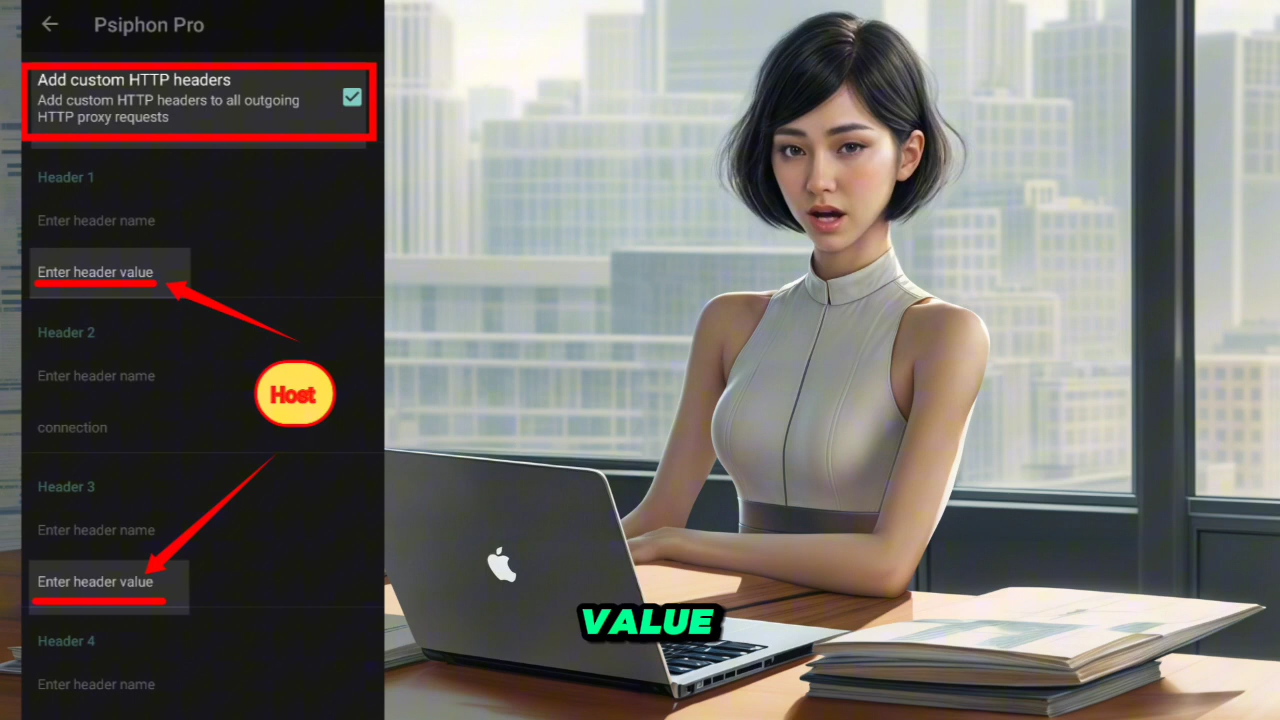 Psiphon Pro
Add custom HTTP headers
Add custom HTTP headers to all outgoing
HTTP proxy requests
Header 1
Enter header name
Enter header value
Header 2
Enter header name
Host
connection
Header 3
Enter header name
Enter header value
Header 4
Enter header name
VALUE